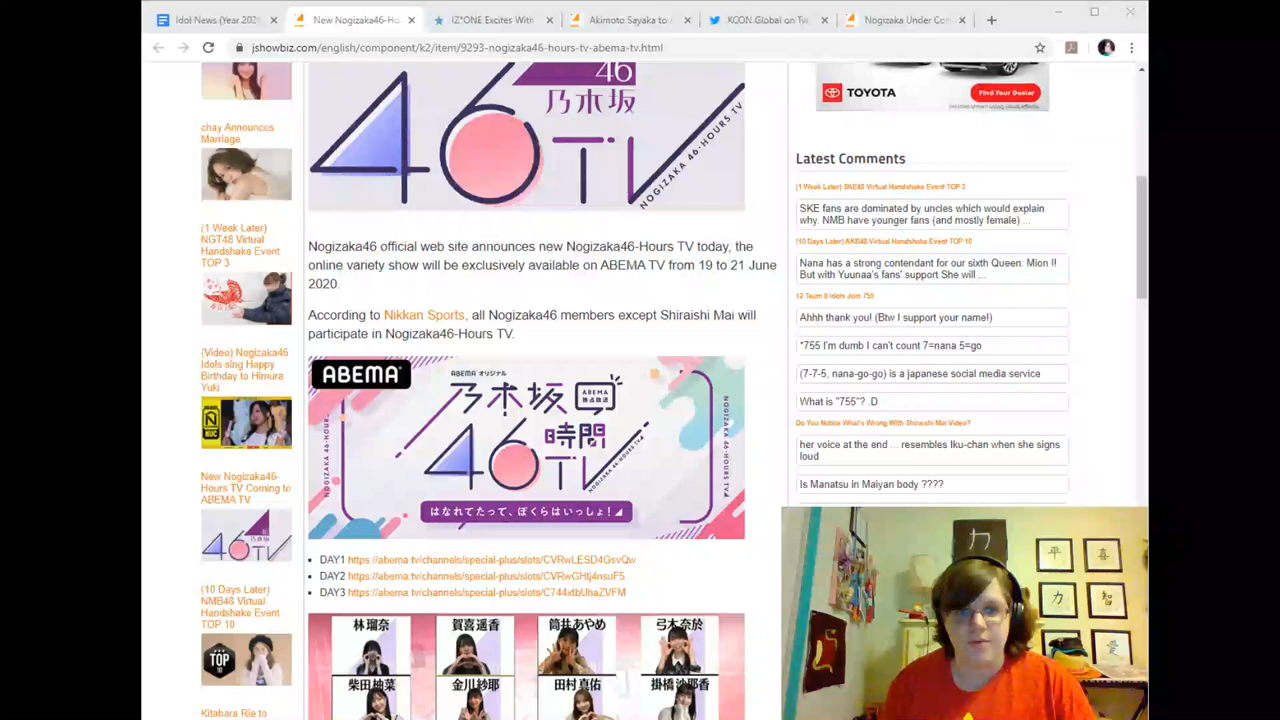 Idol News (Year 202
New Nogizaka46-Ho
IZ*ONE Excites With
Akimoto Sayaka to
KCON.Global on Tw
Nogizaka Under Con
jshowbiz.com/english/component/k2/item/9293-nogizaka46-hours-tv-abema-tv.html
chay Announces
Marriage
(1 Week Later)
NGT48 Virtual
Handshake Event
TOP 3
(Video) Nogizaka46
Idols sing Happy
Birthday to Himura
Yuki
New Nogizaka46-
Hours TV Coming to
ABEMA TV
46TV
(10 Days Later)
NMB48 Virtual
Handshake Event
TOP 10
TOP
10
Kitahara Rie to
46
乃木坂
46TV
NOGIZAKA 46-HOURS TV
Nogizaka46 official web site announces new Nogizaka46-Hours TV today, the
online variety show will be exclusively available on ABEMA TV from 19 to 21 June
2020.
According to Nikkan Sports, all Nogizaka46 members except Shiraishi Mai will
participate in Nogizaka46-Hours TV.
ABEMA
ABEMA オリジナル
乃木坂
ABEMA
独占放送
46時間
TV
NOGIZAKA 46-HOURS TV
はなれてたって、ぼくらはいっしょ!
DAY1 https://abema.tv/channels/special-plus/slots/CVRwLESD4GsvQw
DAY2 https://abema.tv/channels/special-plus/slots/CVRwGHtj4nsuF5
DAY3 https://abema.tv/channels/special-plus/slots/C744xtbUhaZVFM
林 瑠奈
賀喜遥香
筒井あやめ
弓木奈於
柴田柚菜
金川紗耶
田村真佑
掛橋沙耶香
TOYOTA
Find Your Dealer
Latest Comments
(1 Week Later) SKE48 Virtual Handshake Event TOP 3
SKE fans are dominated by uncles which would explain
why. NMB have younger fans (and mostly female) ...
(10 Days Later) AKB48 Virtual Handshake Event TOP 10
Nana has a strong contendant for our sixth Queen: Mion !!
But with Yuunaa's fans' support She will ...
12 Team 8 Idols Join 755
Ahhh thank you! (Btw I support your name!)
*755 I'm dumb I can't count 7=nana 5=go
(7-7-5, nana-go-go) is a japanese social media service
What is "755"? :D
Do You Notice What's Wrong With Shiraishi Mai Video?
her voice at the end ... resembles Iku-chan when she signs
loud
Is Manatsu in Maiyan body ????
力
平
喜
力
智